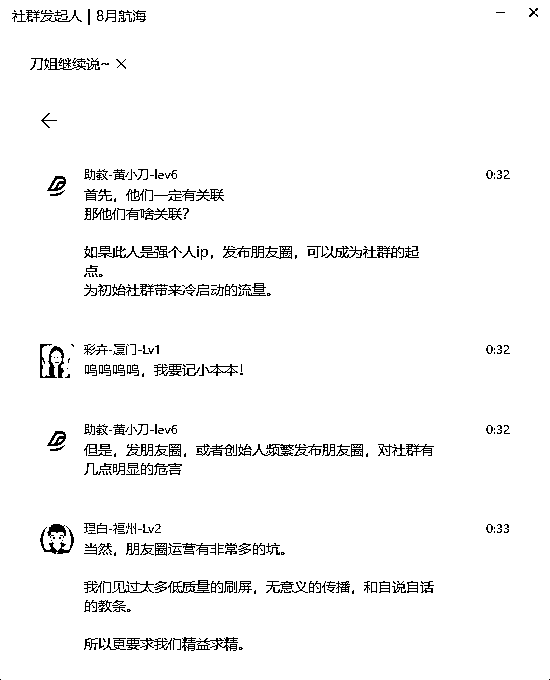 社群发起人 | 8月航海
刀姐继续说~
助教-黄小刀-lev6 0:32
首先，他们一定有关联
那他们有啥关联？
如果此人是强个人ip，发布朋友圈，可以成为社群的起
点。
为初始社群带来冷启动的流量。
彩卉-厦门-Lv1 0:32
呜呜呜呜，我要记小本本！
助教-黄小刀-lev6 0:32
但是，发朋友圈，或者创始人频繁发布朋友圈，对社群有
几点明显的危害
理白-福州-Lv2 0:33
当然，朋友圈运营有非常多的坑。
我们见过太多低质量的刷屏，无意义的传播，和自说自话
的教条。
所以更要求我们精益求精。